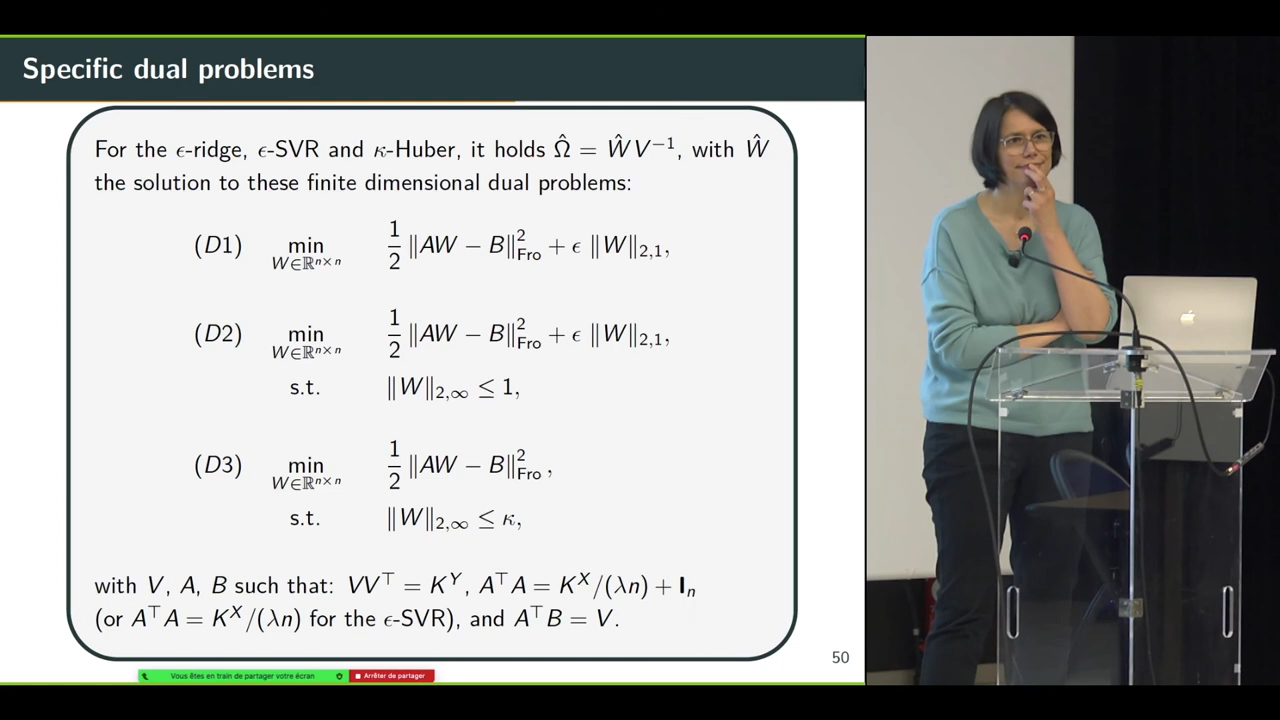 Specific dual problems
For the ϵ-ridge, ϵ-SVR and κ-Huber, it holds Ω̂ = ŴV⁻¹, with Ŵ
the solution to these finite dimensional dual problems:
(D1) min_{W∈ℝ^{n×n}} 1/2 ‖AW − B‖²_Fro + ϵ ‖W‖_{2,1},
(D2) min_{W∈ℝ^{n×n}} 1/2 ‖AW − B‖²_Fro + ϵ ‖W‖_{2,1},
s.t. ‖W‖_{2,∞} ≤ 1,
(D3) min_{W∈ℝ^{n×n}} 1/2 ‖AW − B‖²_Fro ,
s.t. ‖W‖_{2,∞} ≤ κ,
with V, A, B such that: VV⊤ = K^Y, A⊤A = K^X/(λn) + I_n
(or A⊤A = K^X/(λn) for the ϵ-SVR), and A⊤B = V.
50
Vous êtes en train de partager votre écran Arrêter de partager